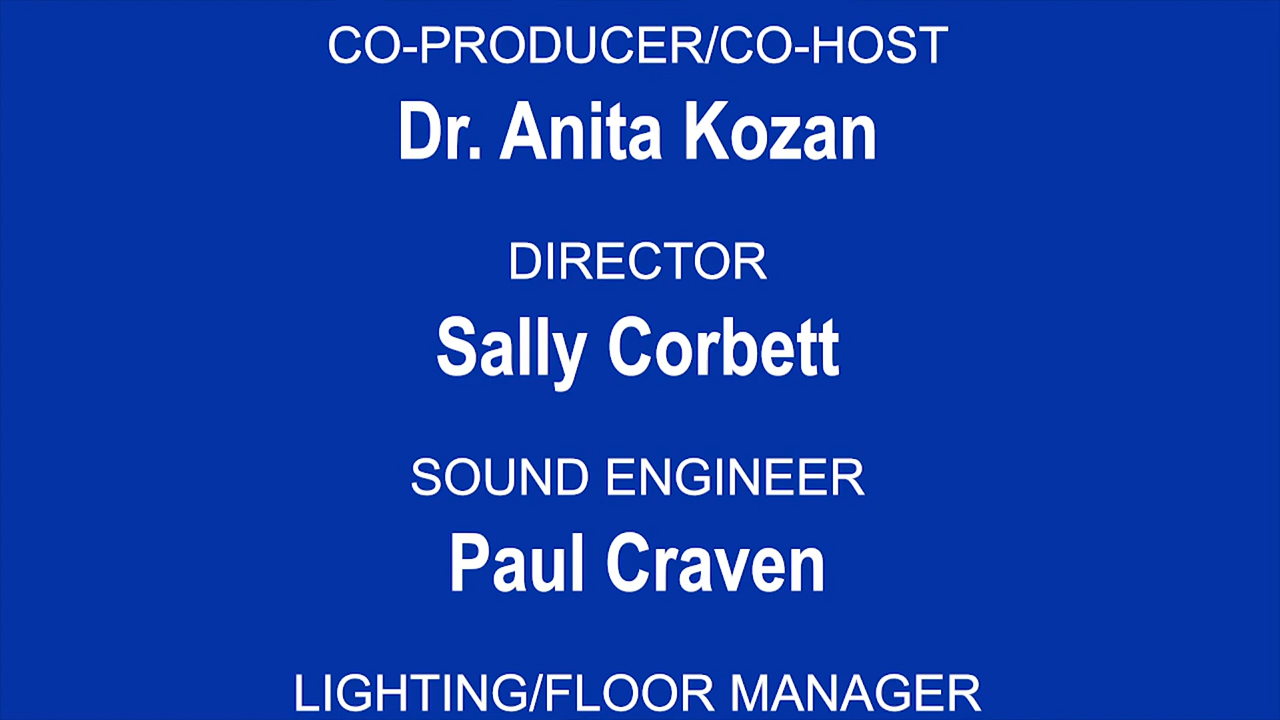 CO-PRODUCER/CO-HOST
Dr. Anita Kozan
DIRECTOR
Sally Corbett
SOUND ENGINEER
Paul Craven
LIGHTING/FLOOR MANAGER